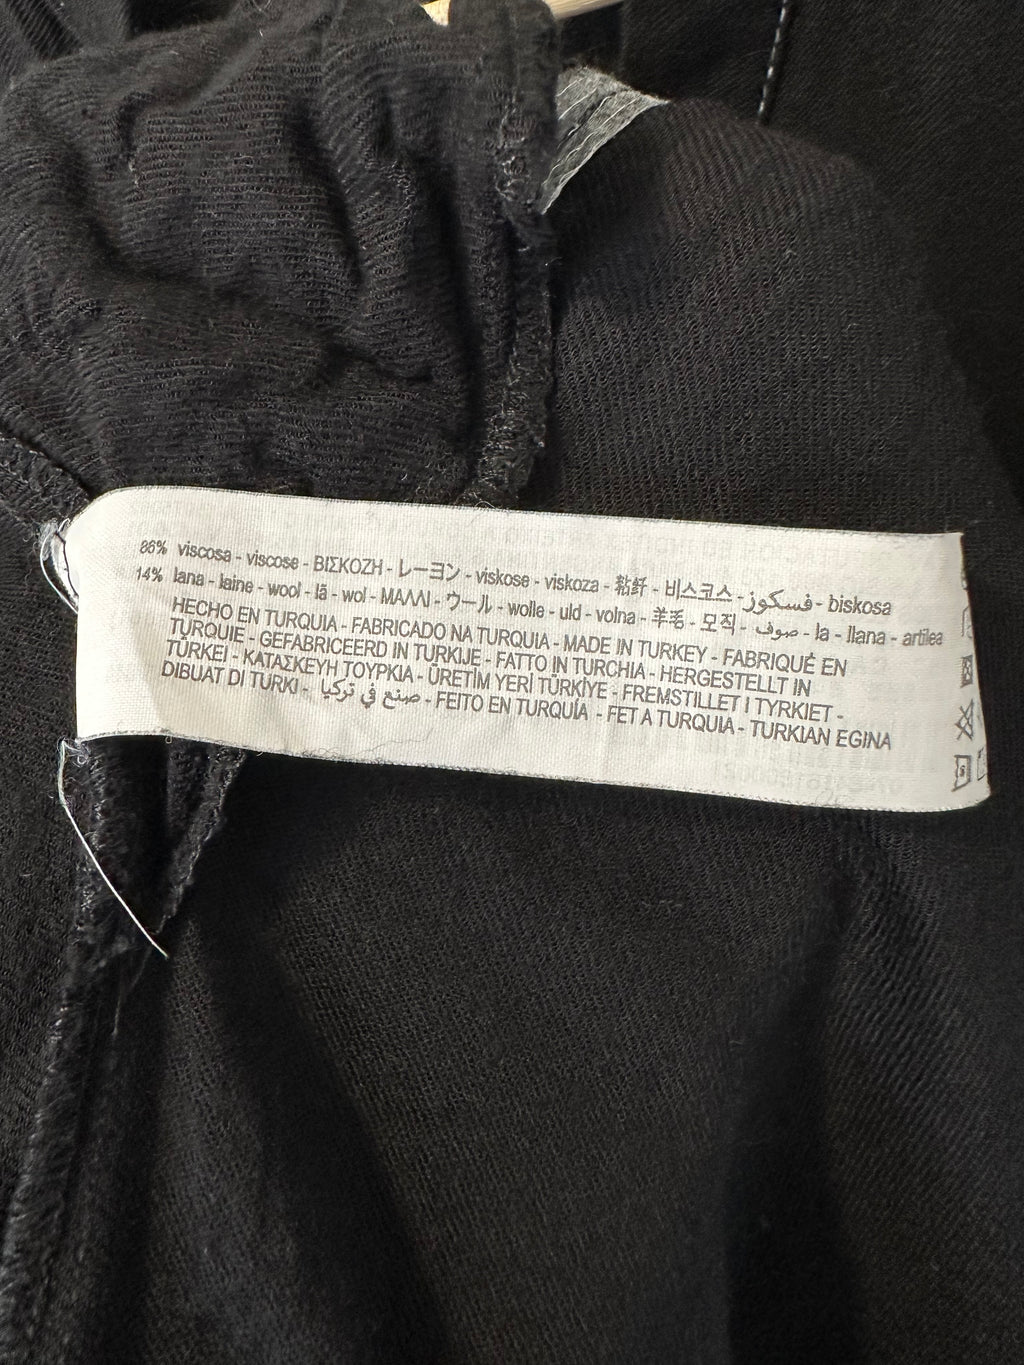 86% viscosa - viscose - ΒΙΣΚΟΖΗ - レーヨン - viskose - viskoza - 粘纤 - 비스코스 - فسكوز - biskosa
14% lana - laine - wool - lã - wol - ΜΑΛΛΙ - ウール - wolle - uld - volna - 羊毛 - 모직 - صوف - la - llana - artilea
HECHO EN TURQUIA - FABRICADO NA TURQUIA - MADE IN TURKEY - FABRIQUÉ EN
TURQUIE - GEFABRICEERD IN TURKIJE - FATTO IN TURCHIA - HERGESTELLT IN
TÜRKEI - ΚΑΤΑΣΚΕΥΗ ΤΟΥΡΚΙΑ - ÜRETİM YERİ TÜRKİYE - FREMSTILLET I TYRKIET -
DIBUAT DI TURKI - صنع في تركيا - FEITO EN TURQUÍA - FET A TURQUIA - TURKIAN EGINA